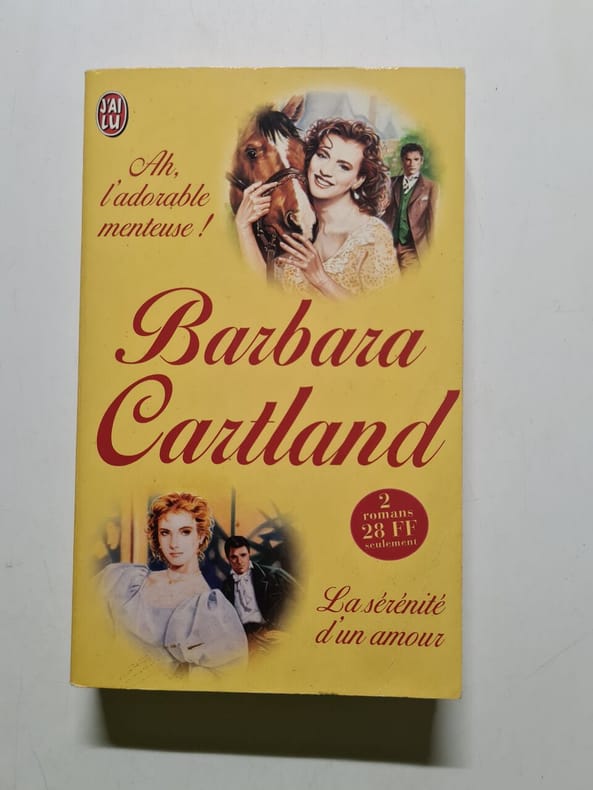 J'AI
LU
Ah,
l'adorable
menteuse !
Barbara
Cartland
2
romans
28 FF
seulement
La sérénité
d'un amour